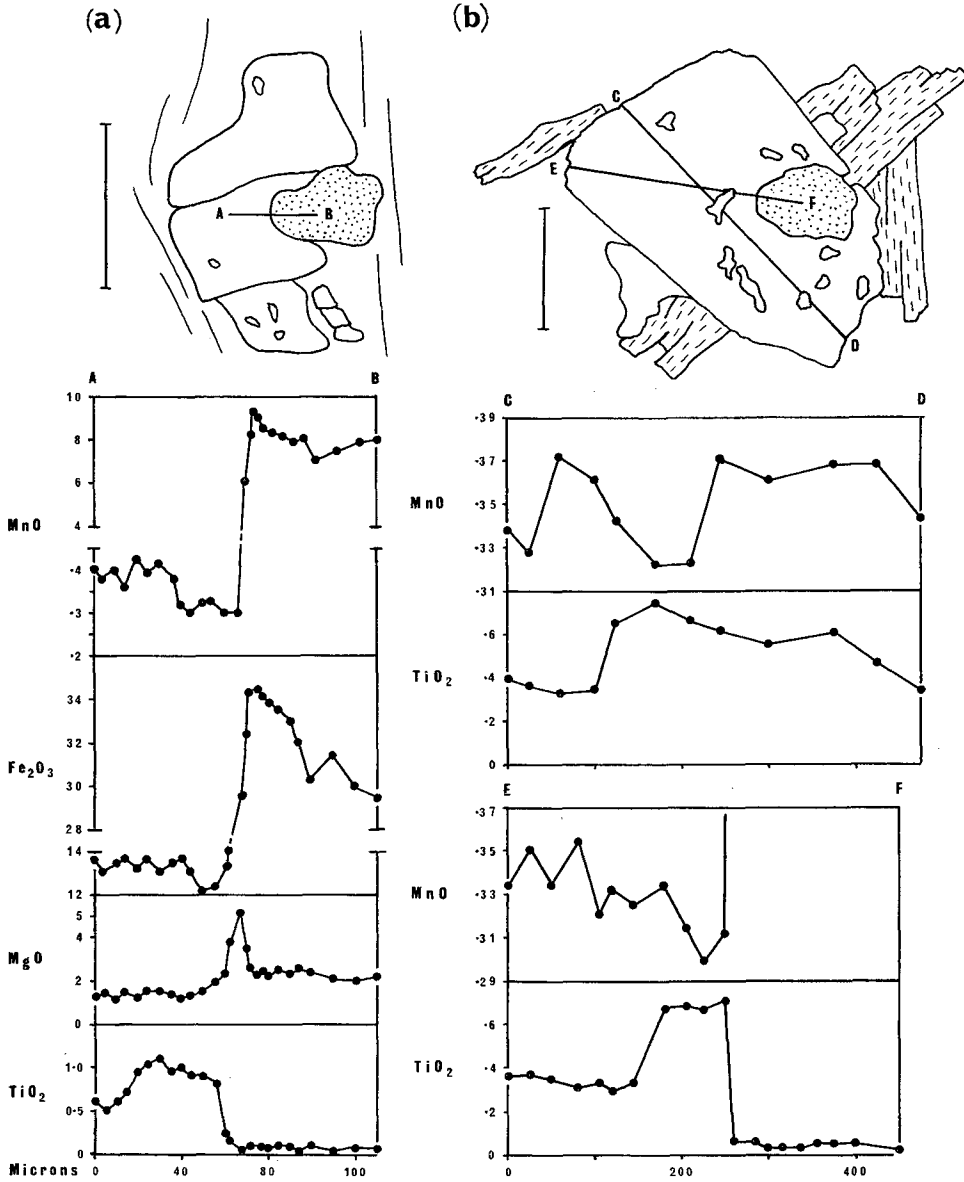 (a)
(b)
C
E
F
A
B
D
A B
10
8
6
4
MnO
·4
·3
·2
34
32
Fe₂O₃
30
28
14
12
5
4
MgO
2
0
1·0
TiO₂
0·5
0
Microns 0 40 80 100
C D
·39
·37
MnO
·35
·33
·31
·6
TiO₂
·4
·2
0
E F
·37
·35
MnO
·33
·31
·29
·6
TiO₂
·4
·2
0
0 200 400